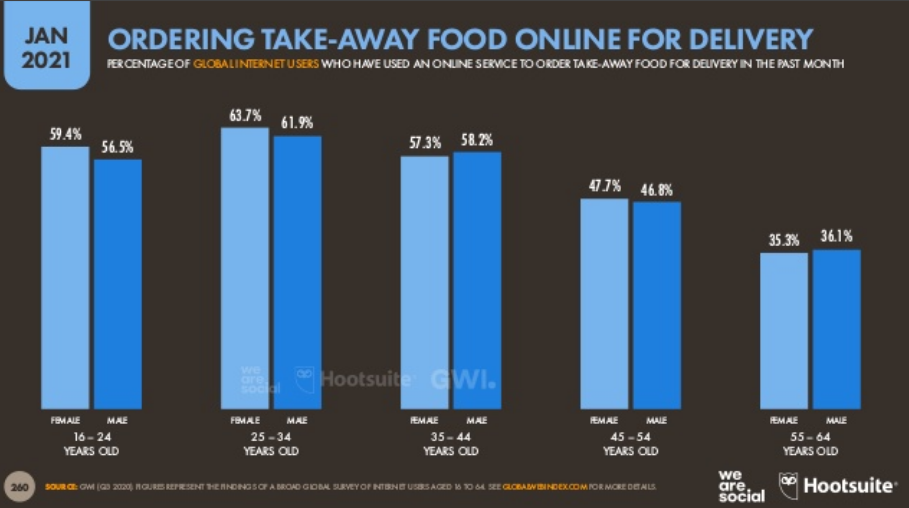 JAN
2021
ORDERING TAKE-AWAY FOOD ONLINE FOR DELIVERY
PERCENTAGE OF GLOBAL INTERNET USERS WHO HAVE USED AN ONLINE SERVICE TO ORDER TAKE-AWAY FOOD FOR DELIVERY IN THE PAST MONTH
59.4% 56.5% 63.7% 61.9% 57.3% 58.2% 47.7% 46.8% 35.3% 36.1%
we are social Hootsuite GWI.
FEMALE MALE FEMALE MALE FEMALE MALE FEMALE MALE FEMALE MALE
16 – 24 25 – 34 35 – 44 45 – 54 55 – 64
YEARS OLD YEARS OLD YEARS OLD YEARS OLD YEARS OLD
260 SOURCE: GWI (Q3 2020) FIGURES REPRESENT THE FINDINGS OF A BROAD GLOBAL SURVEY OF INTERNET USERS AGED 16 TO 64. SEE GLOBALWEBINDEX.COM FOR MORE DETAILS.
we
are.
social Hootsuite®